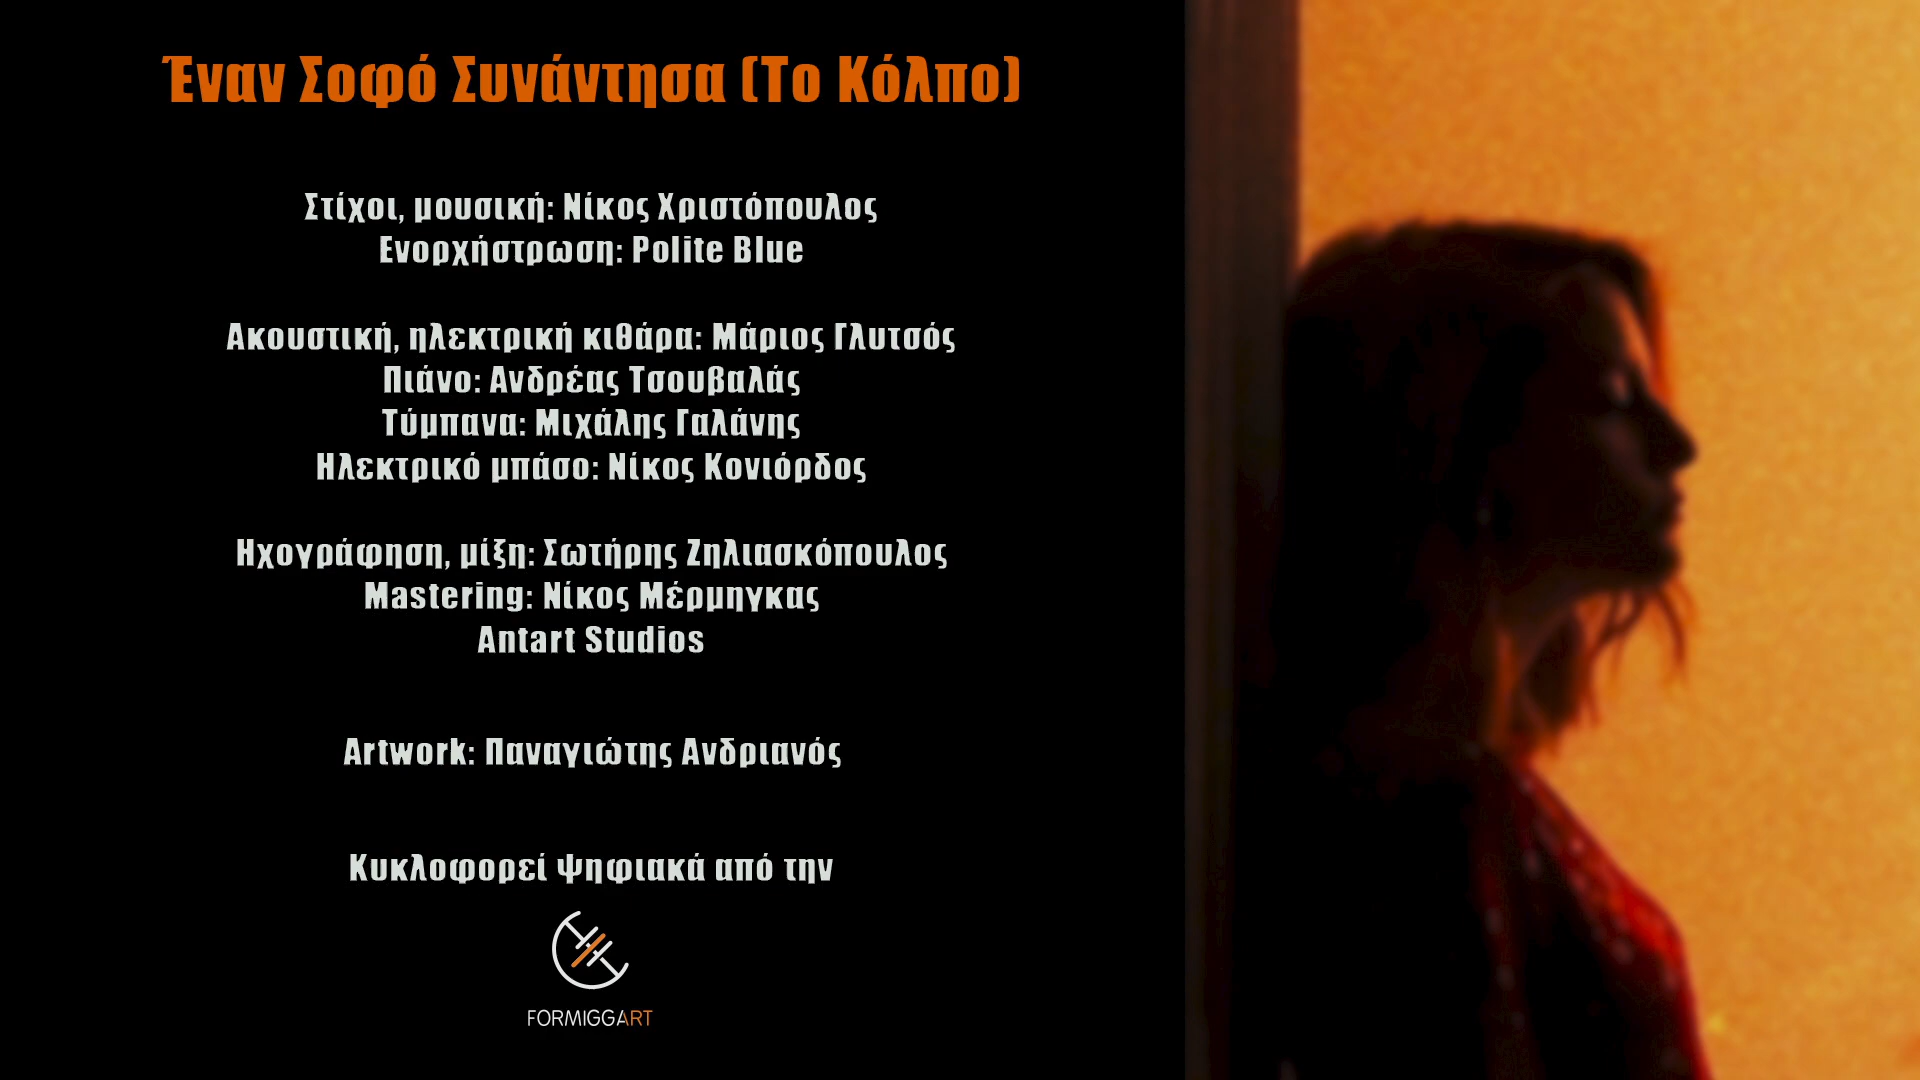 Έναν Σοφό Συνάντησα (Το Κόλπο)
Στίχοι, μουσική: Νίκος Χριστόπουλος
Ενορχήστρωση: Polite Blue
Ακουστική, ηλεκτρική κιθάρα: Μάριος Γλυτσός
Πιάνο: Ανδρέας Τσουβαλάς
Τύμπανα: Μιχάλης Γαλάνης
Ηλεκτρικό μπάσο: Νίκος Κονιόρδος
Ηχογράφηση, μίξη: Σωτήρης Ζηλιασκόπουλος
Mastering: Νίκος Μέρμηγκας
Antart Studios
Artwork: Παναγιώτης Ανδριανός
Κυκλοφορεί ψηφιακά από την
FORMIGGART